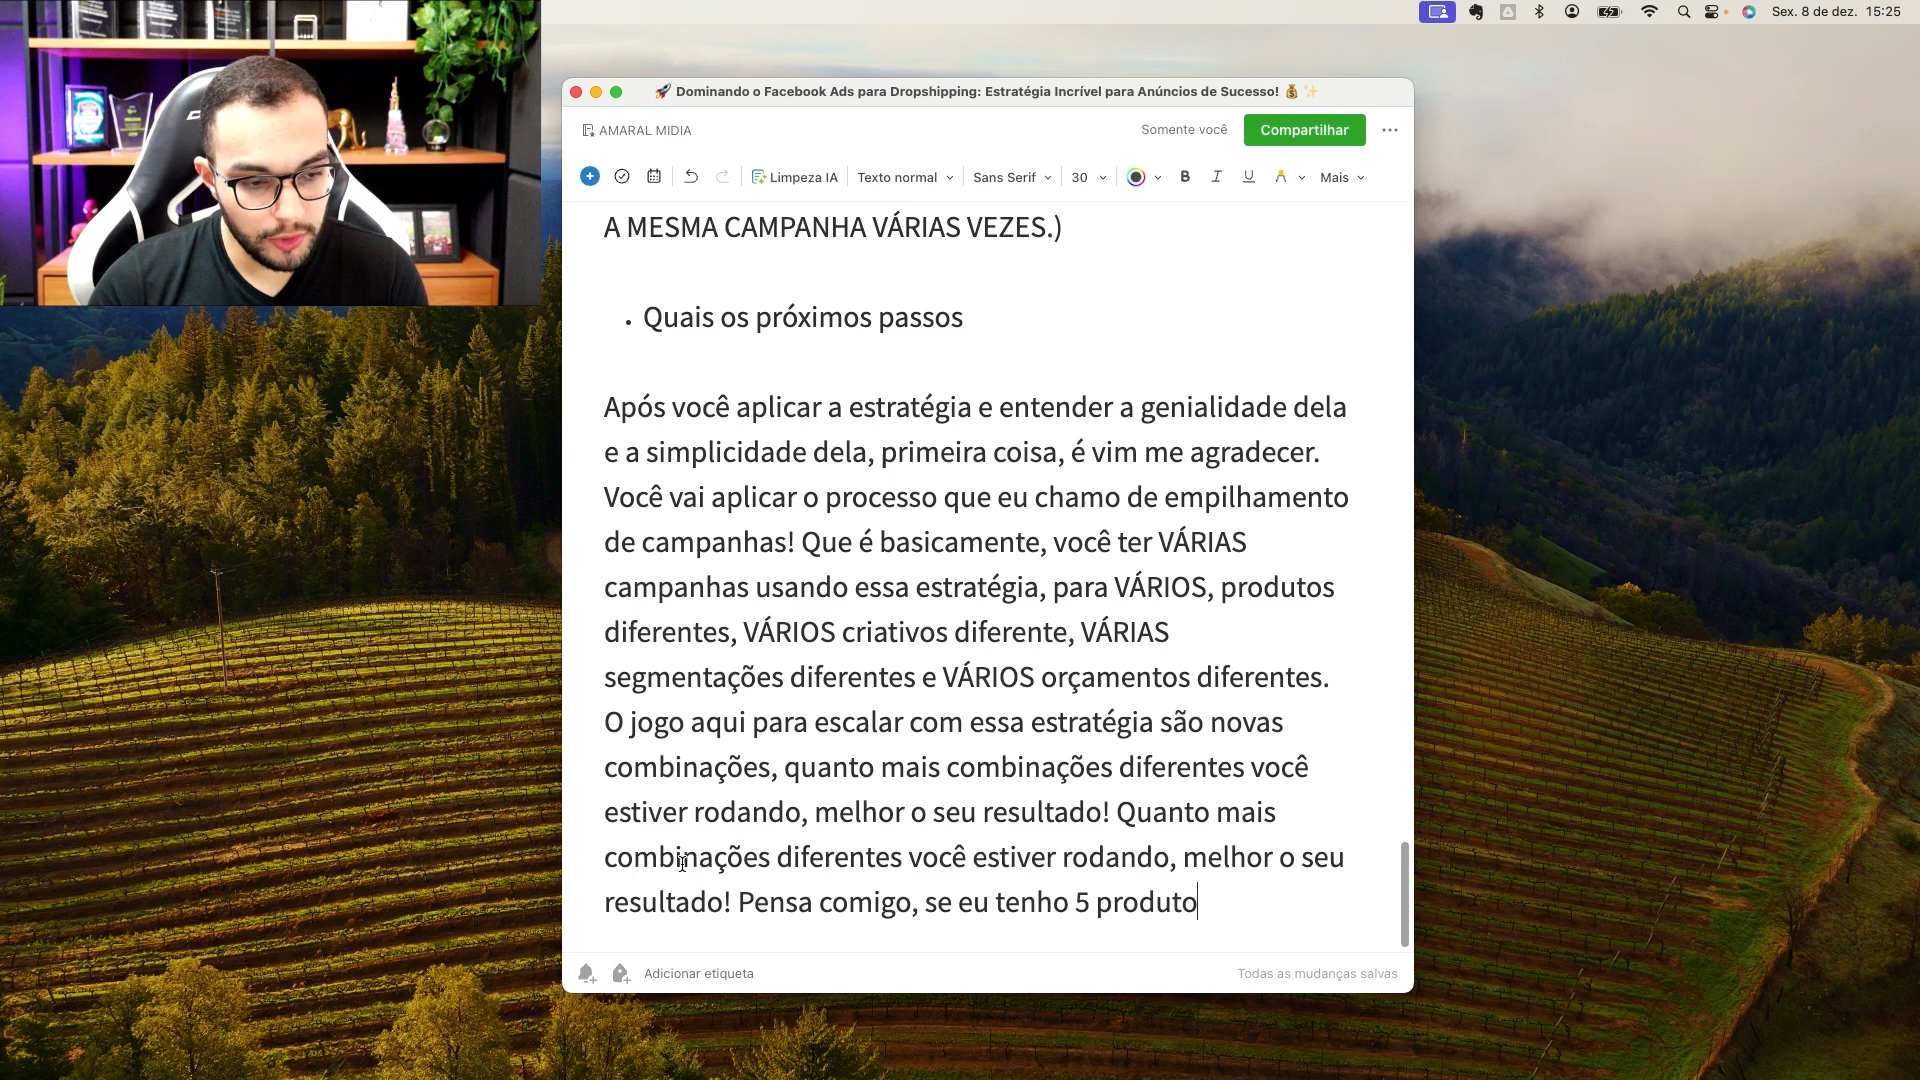 Sex. 8 de dez. 15:25
🚀 Dominando o Facebook Ads para Dropshipping: Estratégia Incrível para Anúncios de Sucesso! 💰 ✨
AMARAL MIDIA
Somente você
Compartilhar
Limpeza IA
Texto normal
Sans Serif
30
B
I
U
Mais
A MESMA CAMPANHA VÁRIAS VEZES.)
• Quais os próximos passos
Após você aplicar a estratégia e entender a genialidade dela
e a simplicidade dela, primeira coisa, é vim me agradecer.
Você vai aplicar o processo que eu chamo de empilhamento
de campanhas! Que é basicamente, você ter VÁRIAS
campanhas usando essa estratégia, para VÁRIOS, produtos
diferentes, VÁRIOS criativos diferente, VÁRIAS
segmentações diferentes e VÁRIOS orçamentos diferentes.
O jogo aqui para escalar com essa estratégia são novas
combinações, quanto mais combinações diferentes você
estiver rodando, melhor o seu resultado! Quanto mais
combinações diferentes você estiver rodando, melhor o seu
resultado! Pensa comigo, se eu tenho 5 produto
Adicionar etiqueta
Todas as mudanças salvas